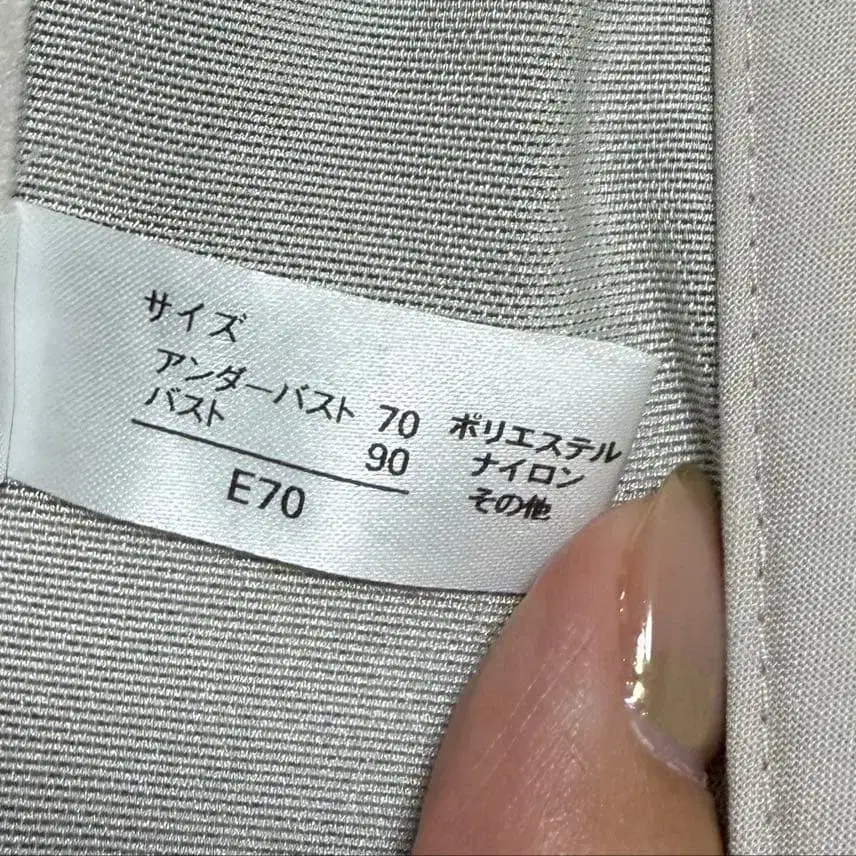 サイズ
アンダーバスト 70
バスト 90
E70
ポリエステル
ナイロン
その他